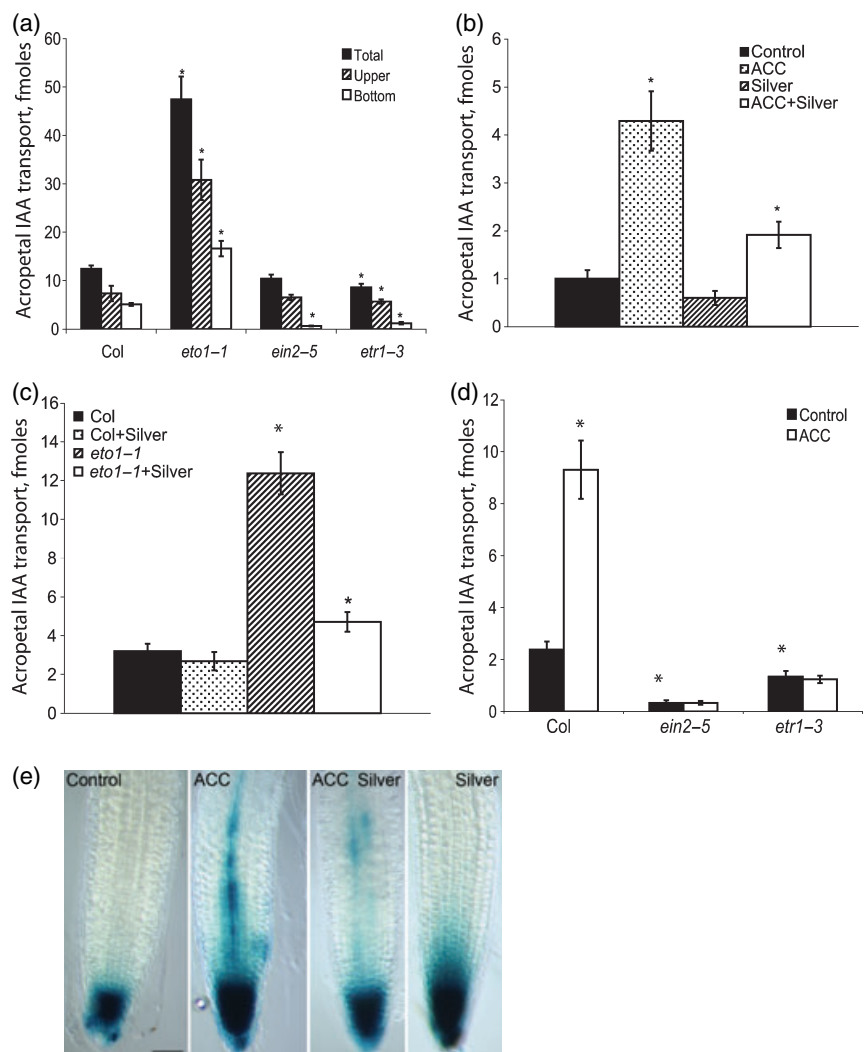 (a)
Acropetal IAA transport, fmoles
60
50
40
30
20
10
0
Total
Upper
Bottom
*
*
*
*
*
*
*
Col
eto1–1
ein2–5
etr1–3
(b)
Acropetal IAA transport, fmoles
6
5
4
3
2
1
0
Control
ACC
Silver
ACC+Silver
*
*
(c)
Acropetal IAA transport, fmoles
16
14
12
10
8
6
4
2
0
Col
Col+Silver
eto1–1
eto1–1+Silver
*
*
(d)
Acropetal IAA transport, fmoles
12
10
8
6
4
2
0
Control
ACC
*
*
*
Col
ein2–5
etr1–3
(e)
Control
ACC
ACC Silver
Silver